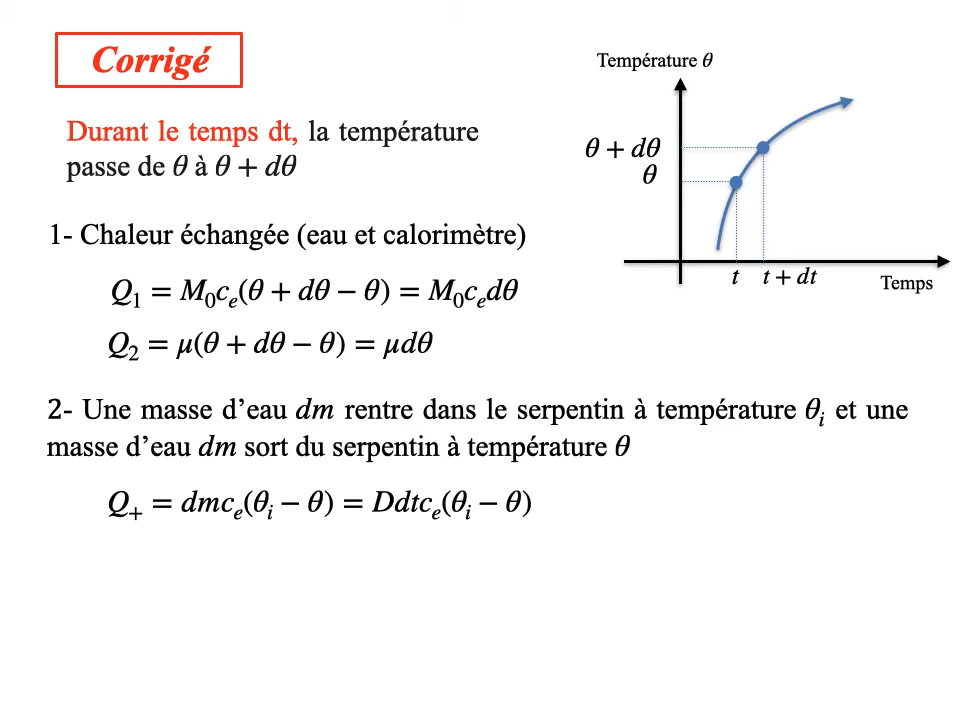 Corrigé
Température θ
Durant le temps dt, la température
passe de θ à θ + dθ
θ + dθ
θ
t t + dt
Temps
1- Chaleur échangée (eau et calorimètre)
Q₁ = M₀cₑ(θ + dθ − θ) = M₀cₑdθ
Q₂ = μ(θ + dθ − θ) = μdθ
2- Une masse d’eau dm rentre dans le serpentin à température θᵢ et une
masse d’eau dm sort du serpentin à température θ
Q₊ = dmcₑ(θᵢ − θ) = Ddtcₑ(θᵢ − θ)